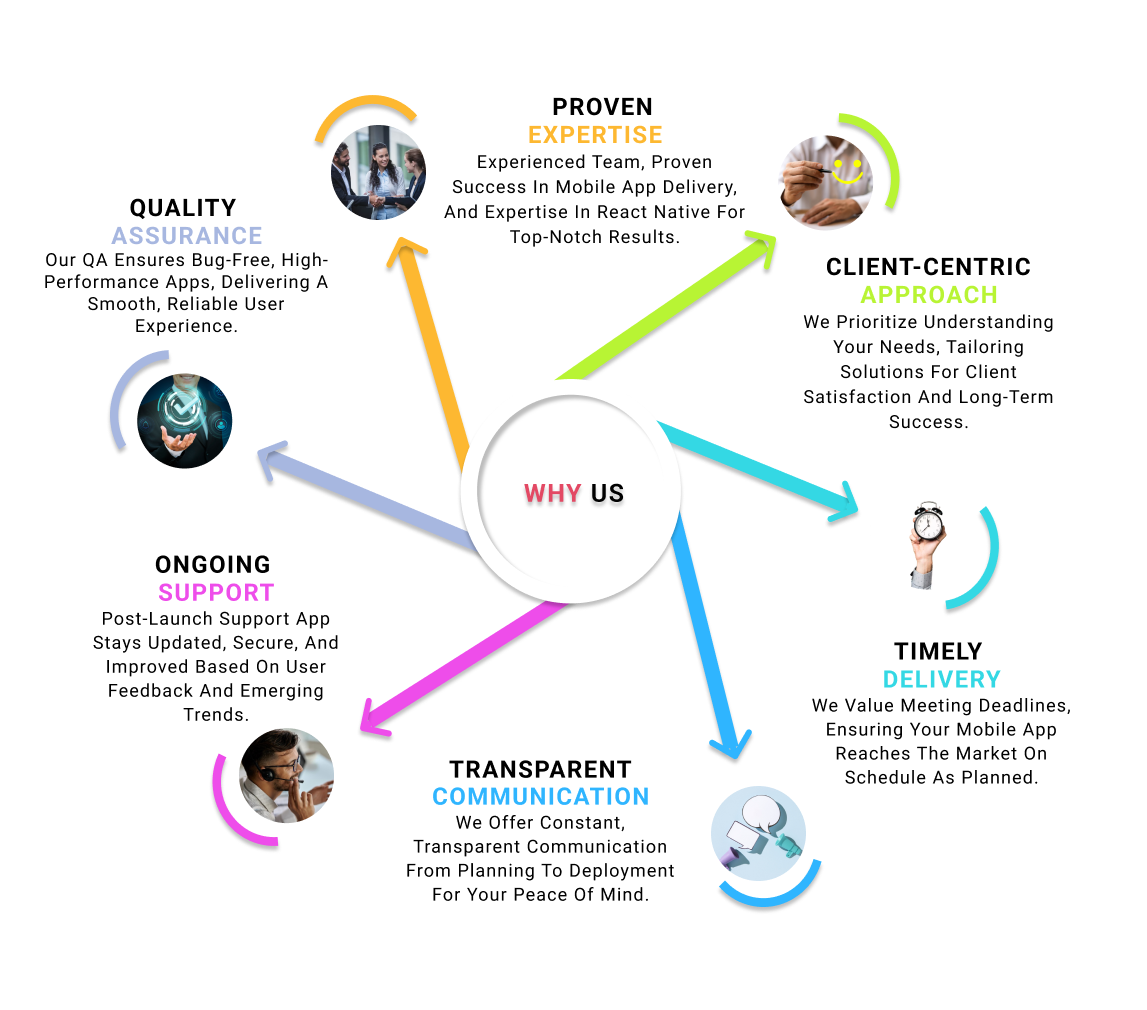 PROVEN
EXPERTISE
Experienced Team, Proven
Success In Mobile App Delivery,
And Expertise In React Native For
Top-Notch Results.
CLIENT-CENTRIC
APPROACH
We Prioritize Understanding
Your Needs, Tailoring
Solutions For Client
Satisfaction And Long-Term
Success.
TIMELY
DELIVERY
We Value Meeting Deadlines,
Ensuring Your Mobile App
Reaches The Market On
Schedule As Planned.
TRANSPARENT
COMMUNICATION
We Offer Constant,
Transparent Communication
From Planning To Deployment
For Your Peace Of Mind.
ONGOING
SUPPORT
Post-Launch Support App
Stays Updated, Secure, And
Improved Based On User
Feedback And Emerging
Trends.
QUALITY
ASSURANCE
Our QA Ensures Bug-Free, High-
Performance Apps, Delivering A
Smooth, Reliable User
Experience.
WHY US